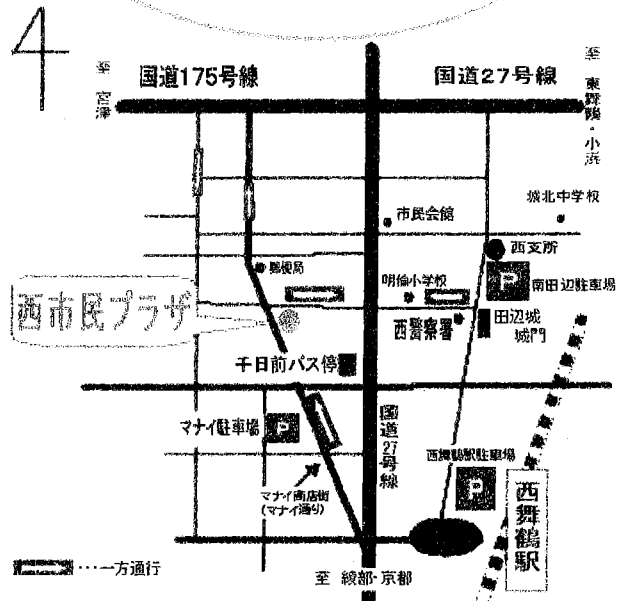 4
至 宮津
国道175号線
国道27号線
至 東舞鶴・小浜
城北中学校
市民会館
西支所
郵便局
明倫小学校
P
南田辺駐車場
西市民プラザ
西警察署
田辺城
城門
千日前バス停
マナイ駐車場
P
国道27号線
西舞鶴駅駐車場
P
西舞鶴駅
マナイ商店街
(マナイ通り)
…一方通行
至 綾部・京都